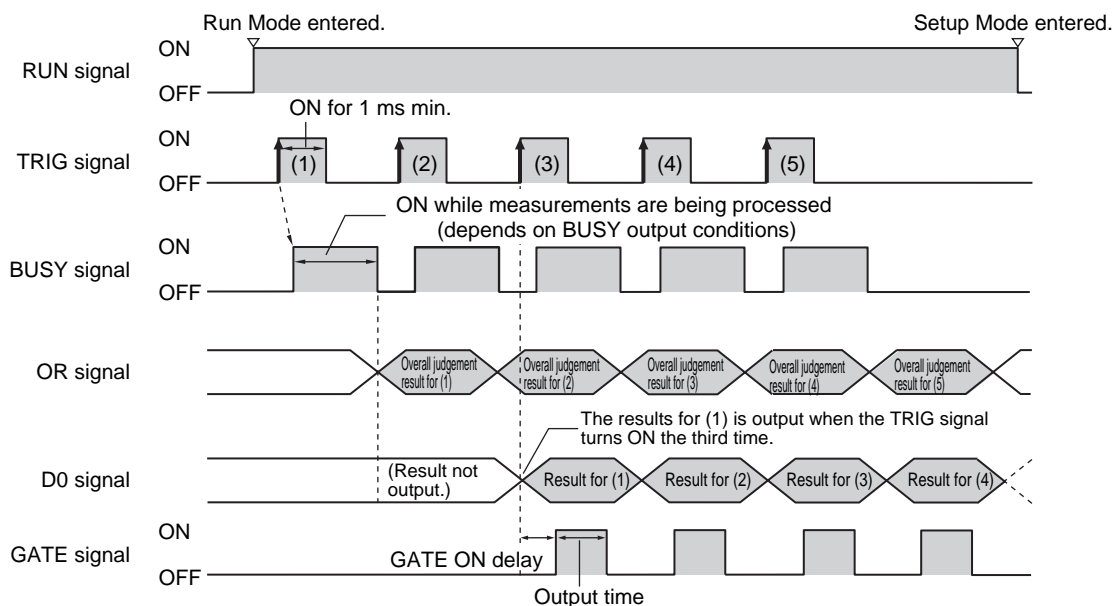 Run Mode entered.
Setup Mode entered.
ON
RUN signal
OFF
ON for 1 ms min.
ON
TRIG signal
(1)
(2)
(3)
(4)
(5)
OFF
ON while measurements are being processed
(depends on BUSY output conditions)
ON
BUSY signal
OFF
OR signal
Overall judgement
result for (1)
Overall judgement
result for (2)
Overall judgement
result for (3)
Overall judgement
result for (4)
Overall judgement
result for (5)
The results for (1) is output when the TRIG signal
turns ON the third time.
D0 signal
(Result not
output.)
Result for (1)
Result for (2)
Result for (3)
Result for (4)
ON
GATE signal
OFF
GATE ON delay
Output time